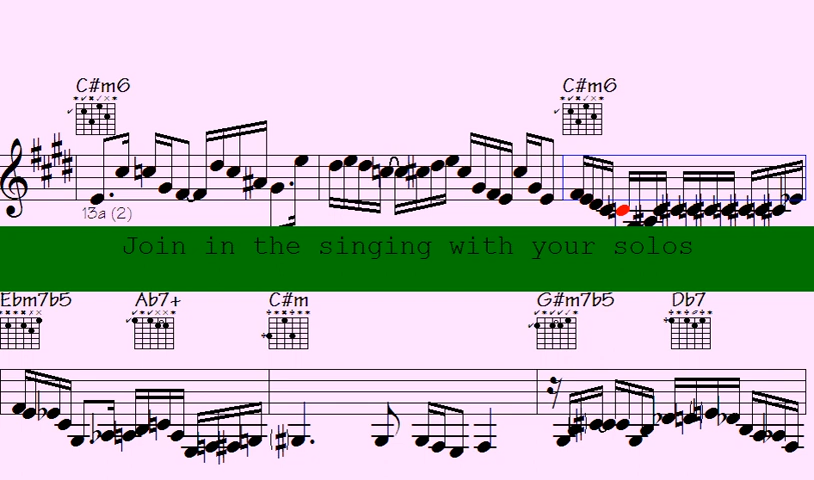 C#m6 C#m6
13a (2)
Join in the singing with your solos
Ebm7b5 Ab7+ C#m G#m7b5 Db7